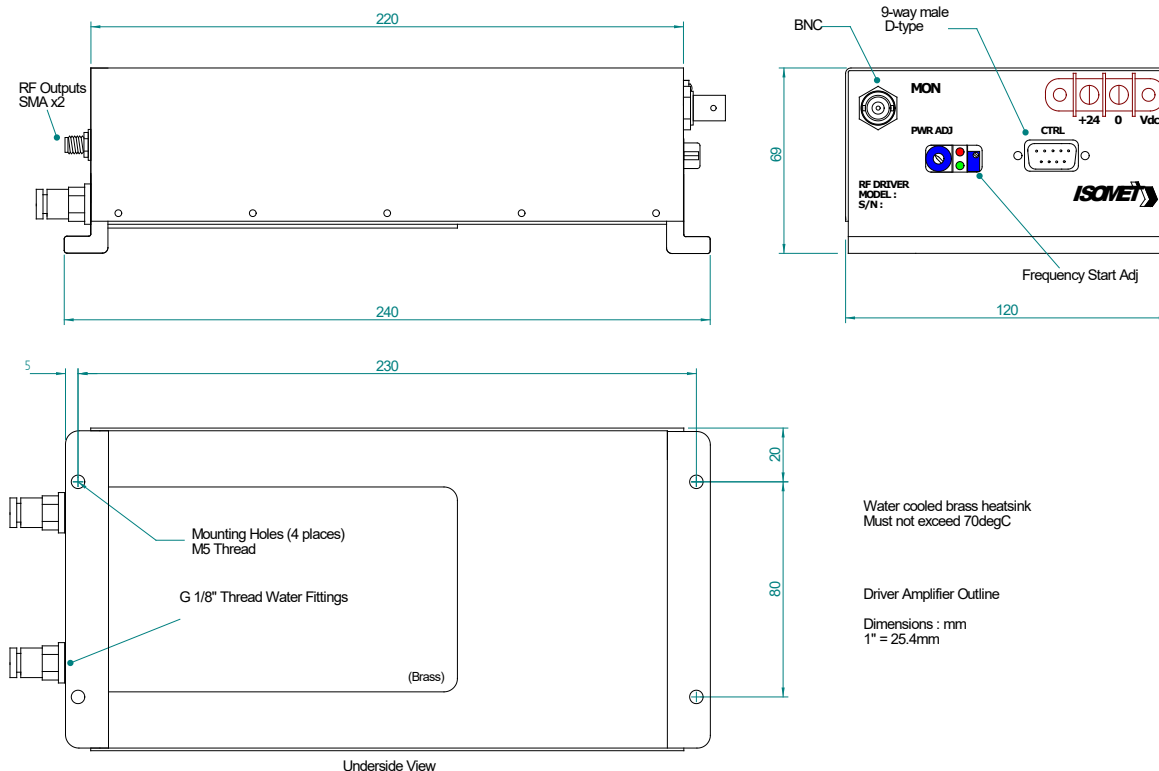 220
RF Outputs
SMA x2
240
BNC
9-way male
D-type
MON
+24 0 Vdc
PWR ADJ
CTRL
69
RF DRIVER
MODEL :
S/N :
ISOMET
Frequency Start Adj
120
5
230
20
80
Mounting Holes (4 places)
M5 Thread
G 1/8" Thread Water Fittings
(Brass)
Underside View
Water cooled brass heatsink
Must not exceed 70degC
Driver Amplifier Outline
Dimensions : mm
1" = 25.4mm